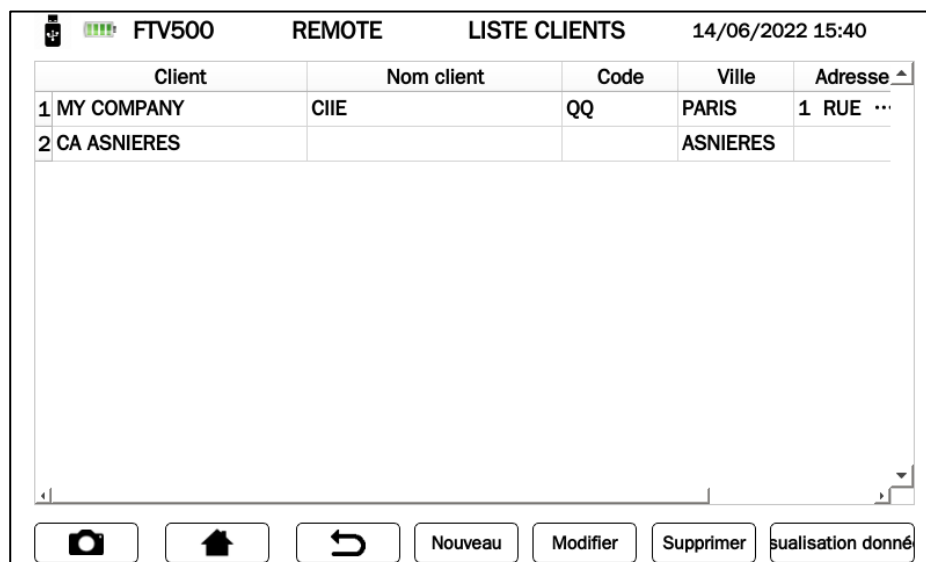 FTV500 REMOTE LISTE CLIENTS 14/06/2022 15:40
Client Nom client Code Ville Adresse
1 MY COMPANY CIIE QQ PARIS 1 RUE ...
2 CA ASNIERES ASNIERES
Nouveau Modifier Supprimer sualisation donné